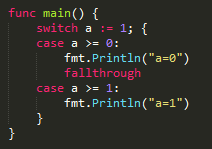 func main() {
    switch a := 1; {
    case a >= 0:
        fmt.Println("a=0")
        fallthrough
    case a >= 1:
        fmt.Println("a=1")
    }
}